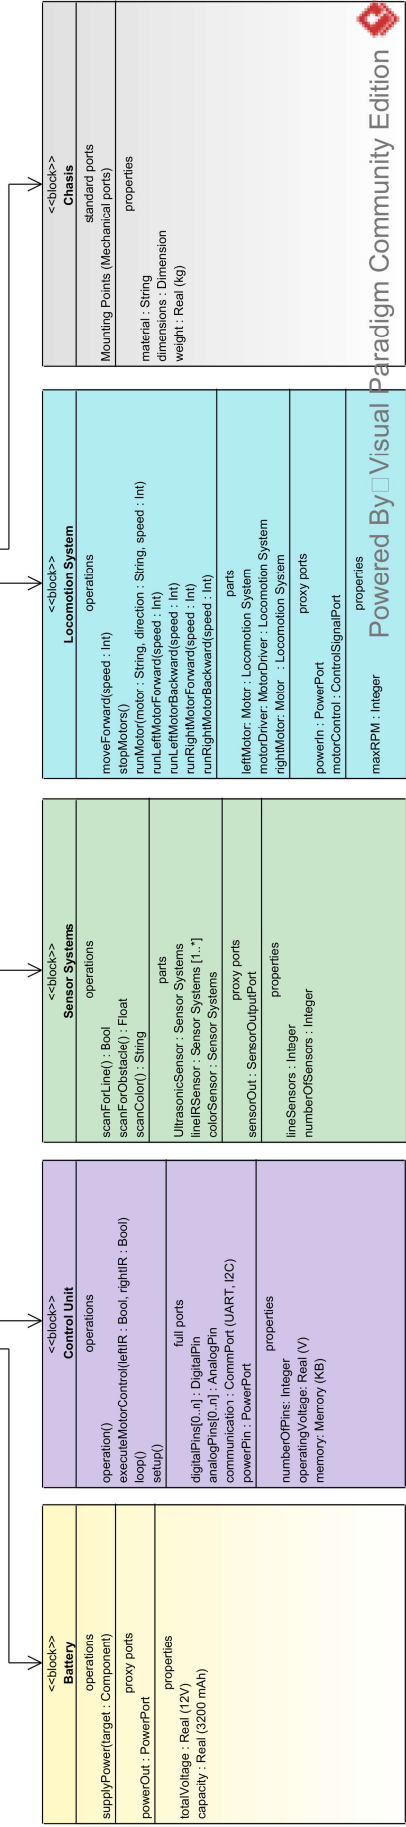 <<block>>
Battery
operations
supplyPower(target : Component)
proxy ports
powerOut : PowerPort
properties
totalVoltage : Real (12V)
capacity : Real (3200 mAh)
<<block>>
Control Unit
operations
operation()
executeMotorControl(leftIR : Bool, rightIR : Bool)
loop()
setup()
full ports
digitalPins[0..n] : DigitalPin
analogPins[0..n] : AnalogPin
communication : CommPort (UART, I2C)
powerPin : PowerPort
properties
numberOfPins: Integer
operatingVoltage: Real (V)
memory: Memory (KB)
<<block>>
Sensor Systems
operations
scanForLine() : Bool
scanForObstacle() : Float
scanColor() : String
parts
UltrasonicSensor : Sensor Systems
lineIRSensor : Sensor Systems [1..*]
colorSensor : Sensor Systems
proxy ports
sensorOut : SensorOutputPort
properties
lineSensors : Integer
numberOfSensors : Integer
<<block>>
Locomotion System
operations
moveForward(speed : Int)
stopMotors()
runMotor(motor : String, direction : String, speed : Int)
runLeftMotorForward(speed : Int)
runLeftMotorBackward(speed : Int)
runRightMotorForward(speed : Int)
runRightMotorBackward(speed : Int)
parts
leftMotor: Motor : Locomotion System
motorDriver: MotorDriver : Locomotion System
rightMotor: Motor : Locomotion System
proxy ports
powerIn : PowerPort
motorControl : ControlSignalPort
properties
maxRPM : Integer
<<block>>
Chasis
standard ports
Mounting Points (Mechanical ports)
properties
material : String
dimensions : Dimension
weight : Real (kg)
Powered By□Visual Paradigm Community Edition